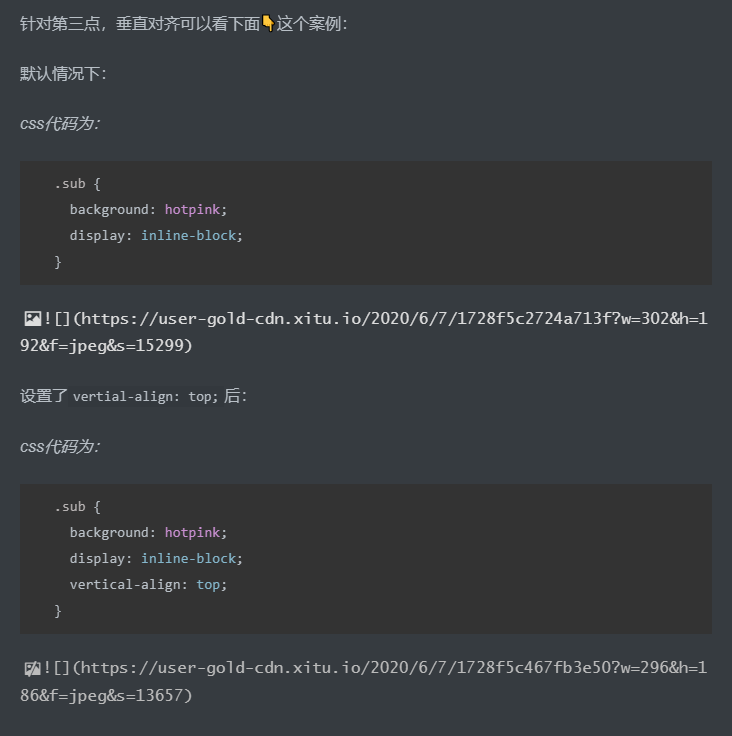 针对第三点，垂直对齐可以看下面👇这个案例：
默认情况下：
css代码为：
.sub {
  background: hotpink;
  display: inline-block;
}
![](https://user-gold-cdn.xitu.io/2020/6/7/1728f5c2724a713f?w=302&h=1
92&f=jpeg&s=15299)
设置了 vertial-align: top; 后：
css代码为：
.sub {
  background: hotpink;
  display: inline-block;
  vertical-align: top;
}
![](https://user-gold-cdn.xitu.io/2020/6/7/1728f5c467fb3e50?w=296&h=1
86&f=jpeg&s=13657)